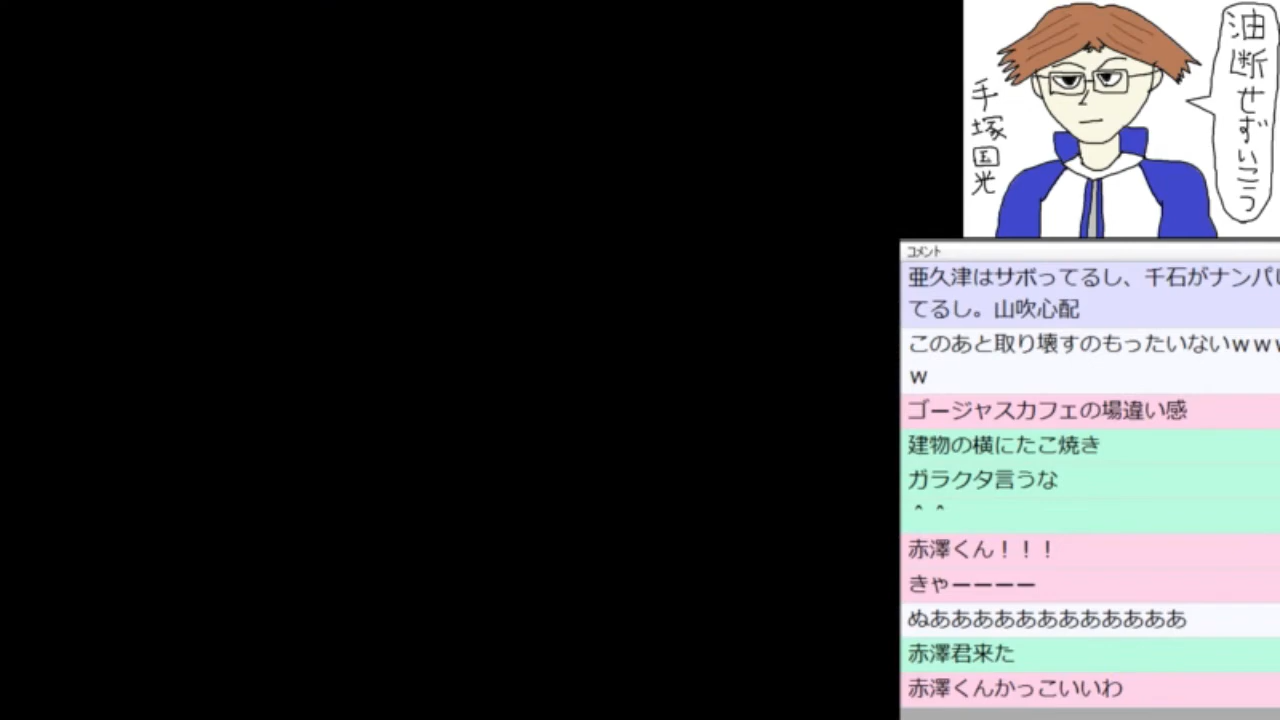 油断せずいこう
手塚国光
コメント
亜久津はサボってるし、千石がナンパし
てるし。山吹心配
このあと取り壊すのもったいないｗｗｗ
ｗ
ゴージャスカフェの場違い感
建物の横にたこ焼き
ガラクタ言うな
＾＾
赤澤くん！！！
きゃーーーー
ぬああああああああああああ
赤澤君来た
赤澤くんかっこいいわ